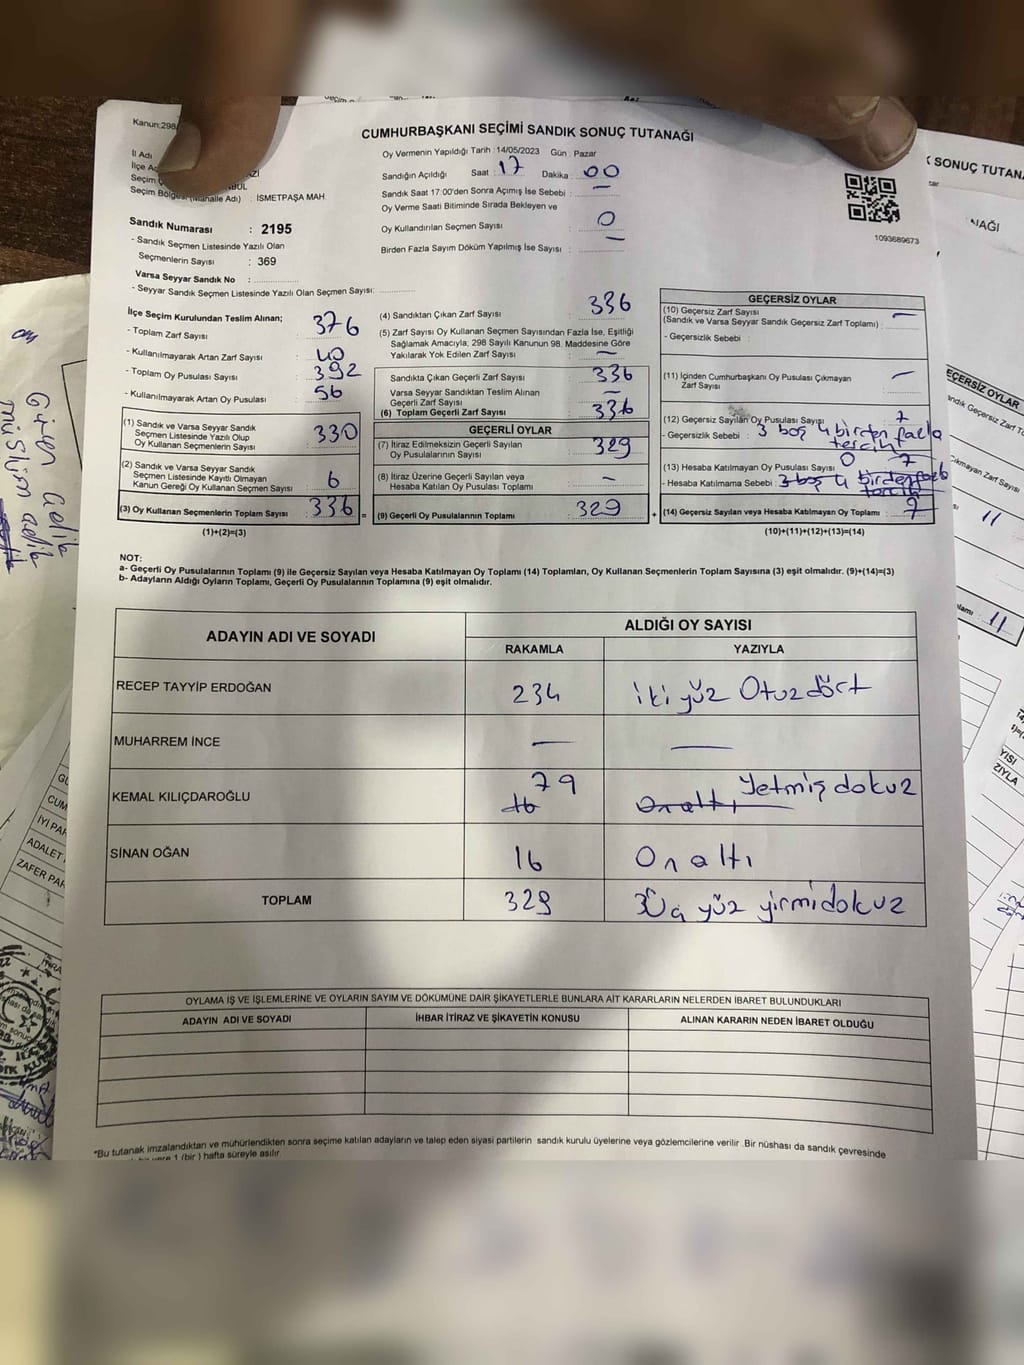 CUMHURBAŞKANI SEÇİMİ SANDIK SONUÇ TUTANAĞI
Kanun:298
İl Adı
Seçim Bölgesi (Mahalle Adı) : İSMETPAŞA MAH.
Sandık Numarası : 2195
- Sandık Seçmen Listesinde Yazılı Olan
Seçmenlerin Sayısı : 369
Varsa Seyyar Sandık No :
- Seyyar Sandık Seçmen Listesinde Yazılı Olan Seçmen Sayısı:
Oy Vermenin Yapıldığı Tarih : 14/05/2023 Gün : Pazar
Sandığın Açıldığı Saat : 17 Dakika : 00
Sandık Saat 17:00'den Sonra Açımış İse Sebebi : —
Oy Verme Saati Bitiminde Sırada Bekleyen ve
Oy Kullandırılan Seçmen Sayısı : 0
Birden Fazla Sayım Döküm Yapılmış İse Sayısı : —
1093689673
İlçe Seçim Kurulundan Teslim Alınan;
- Toplam Zarf Sayısı : 376
- Kullanılmayarak Artan Zarf Sayısı : 40
- Toplam Oy Pusulası Sayısı : 392
- Kullanılmayarak Artan Oy Pusulası : 56
(1) Sandık ve Varsa Seyyar Sandık
Seçmen Listesinde Yazılı Olup
Oy Kullanan Seçmenlerin Sayısı : 330
(2) Sandık ve Varsa Seyyar Sandık
Seçmen Listesinde Kayıtlı Olmayan
Kanun Gereği Oy Kullanan Seçmen Sayısı : 6
(3) Oy Kullanan Seçmenlerin Toplam Sayısı : 336 =
(1)+(2)=(3)
(4) Sandıktan Çıkan Zarf Sayısı : 336
(5) Zarf Sayısı Oy Kullanan Seçmen Sayısından Fazla İse, Eşitliği
Sağlamak Amacıyla; 298 Sayılı Kanunun 98. Maddesine Göre
Yakılarak Yok Edilen Zarf Sayısı : —
Sandıkta Çıkan Geçerli Zarf Sayısı : 336
Varsa Seyyar Sandıktan Teslim Alınan
Geçerli Zarf Sayısı : —
(6) Toplam Geçerli Zarf Sayısı : 336
GEÇERLİ OYLAR
(7) İtiraz Edilmeksizin Geçerli Sayılan
Oy Pusulalarının Sayısı : 329
(8) İtiraz Üzerine Geçerli Sayılan veya
Hesaba Katılan Oy Pusulası Toplamı : —
(9) Geçerli Oy Pusulalarının Toplamı : 329 +
GEÇERSİZ OYLAR
(10) Geçersiz Zarf Sayısı
(Sandık ve Varsa Seyyar Sandık Geçersiz Zarf Toplamı) : —
- Geçersizlik Sebebi :
(11) İçinden Cumhurbaşkanı Oy Pusulası Çıkmayan
Zarf Sayısı : —
(12) Geçersiz Sayılan Oy Pusulası Sayısı : 7
- Geçersizlik Sebebi : 3 boş 4 birden fazla
tercih
(13) Hesaba Katılmayan Oy Pusulası Sayısı : 0 7
- Hesaba Katılmama Sebebi : 3 boş 4 birden fazla
tercih
(14) Geçersiz Sayılan veya Hesaba Katılmayan Oy Toplamı : 7
(10)+(11)+(12)+(13)=(14)
NOT:
a- Geçerli Oy Pusulalarının Toplamı (9) ile Geçersiz Sayılan veya Hesaba Katılmayan Oy Toplamı (14) Toplamları, Oy Kullanan Seçmenlerin Toplam Sayısına (3) eşit olmalıdır. (9)+(14)=(3)
b- Adayların Aldığı Oyların Toplamı, Geçerli Oy Pusulalarının Toplamına (9) eşit olmalıdır.
ADAYIN ADI VE SOYADI
ALDIĞI OY SAYISI
RAKAMLA YAZIYLA
RECEP TAYYİP ERDOĞAN 234 iki yüz Otuz dört
MUHARREM İNCE — —
KEMAL KILIÇDAROĞLU 16 79 On altı Yetmiş dokuz
SİNAN OĞAN 16 On altı
TOPLAM 329 Üç yüz yirmi dokuz
OYLAMA İŞ VE İŞLEMLERİNE VE OYLARIN SAYIM VE DÖKÜMÜNE DAİR ŞİKAYETLERLE BUNLARA AİT KARARLARIN NELERDEN İBARET BULUNDUKLARI
ADAYIN ADI VE SOYADI İHBAR İTİRAZ VE ŞİKAYETİN KONUSU ALINAN KARARIN NEDEN İBARET OLDUĞU
*Bu tutanak imzalandıktan ve mühürlendikten sonra seçime katılan adayların ve talep eden siyasi partilerin sandık kurulu üyelerine veya gözlemcilerine verilir. Bir nüshası da sandık çevresinde
1 (bir) hafta süreyle asılır.
SONUÇ TUTANA
NAĞI
EÇERSİZ OYLAR
11
11
İYİ PAR
ADALET
ZAFER PAR